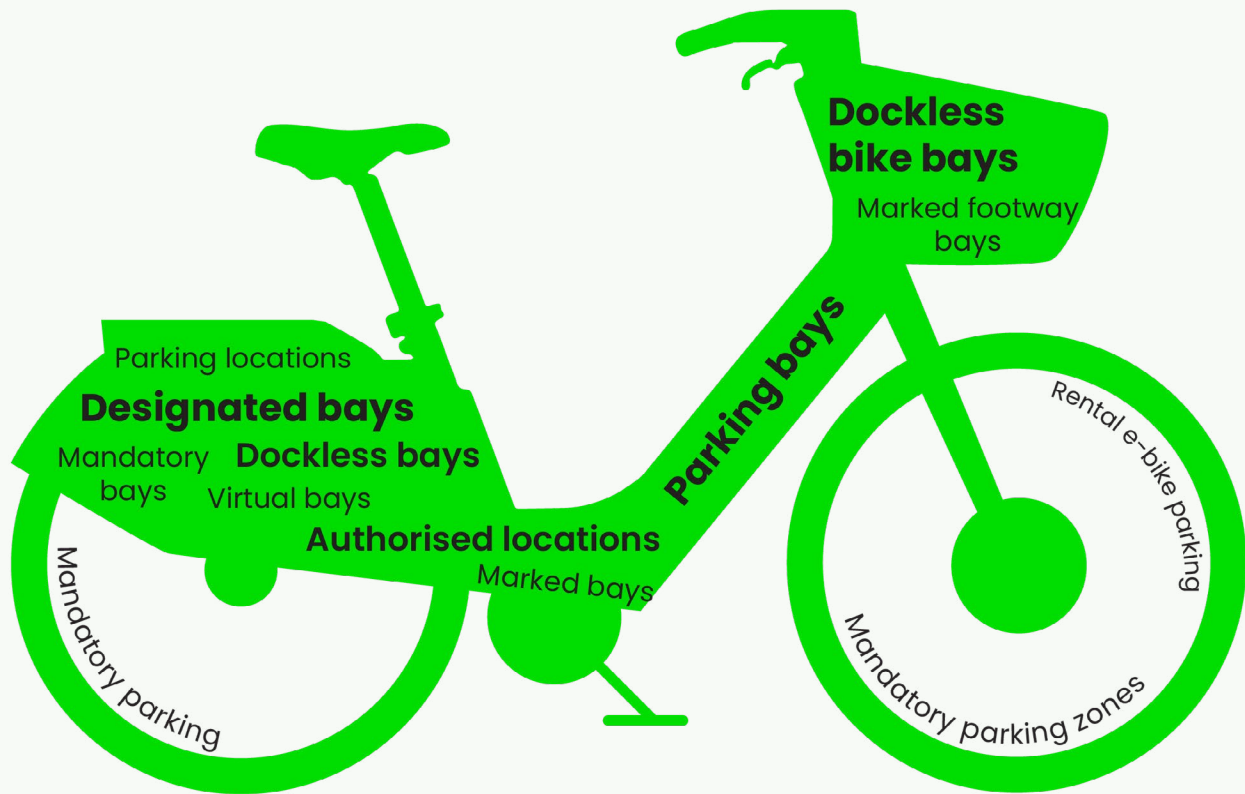 Dockless
bike bays
Marked footway
bays
Parking bays
Parking locations
Designated bays
Mandatory
bays
Dockless bays
Virtual bays
Authorised locations
Marked bays
Mandatory parking
Rental e-bike parking
Mandatory parking zones